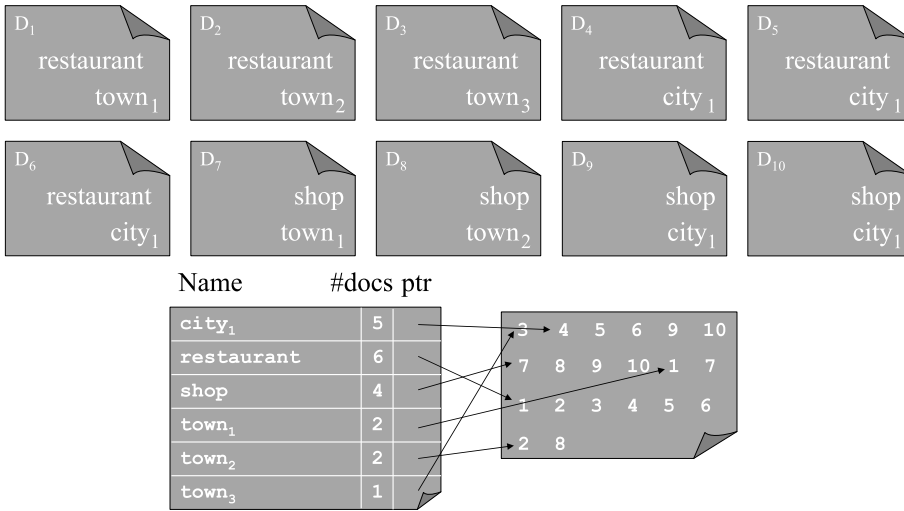 D₁ D₂ D₃ D₄ D₅
restaurant restaurant restaurant restaurant restaurant
town₁ town₂ town₃ city₁ city₁
D₆ D₇ D₈ D₉ D₁₀
restaurant shop shop shop shop
city₁ town₁ town₂ city₁ city₁
Name #docs ptr
city₁ 5
restaurant 6
shop 4
town₁ 2
town₂ 2
town₃ 1
3 4 5 6 9 10
7 8 9 10 1 7
1 2 3 4 5 6
2 8